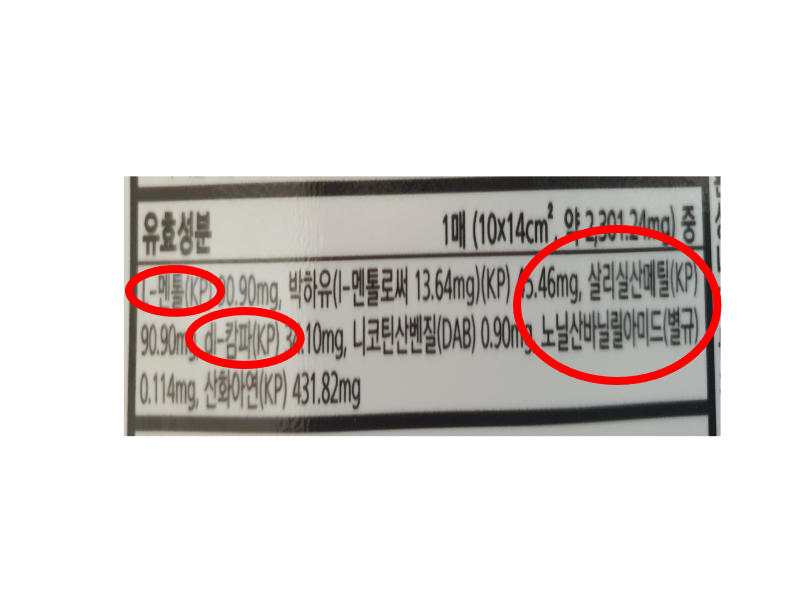 유효성분 1매 (10x14cm², 약 2,301.24mg) 중
l-멘톨(KP) 90.90mg, 박하유(l-멘톨로써 13.64mg)(KP) 45.46mg, 살리실산메틸(KP)
90.90mg, dl-캄파(KP) 34.10mg, 니코틴산벤질(DAB) 0.90mg, 노닐산바닐릴아미드(별규)
0.114mg, 산화아연(KP) 431.82mg